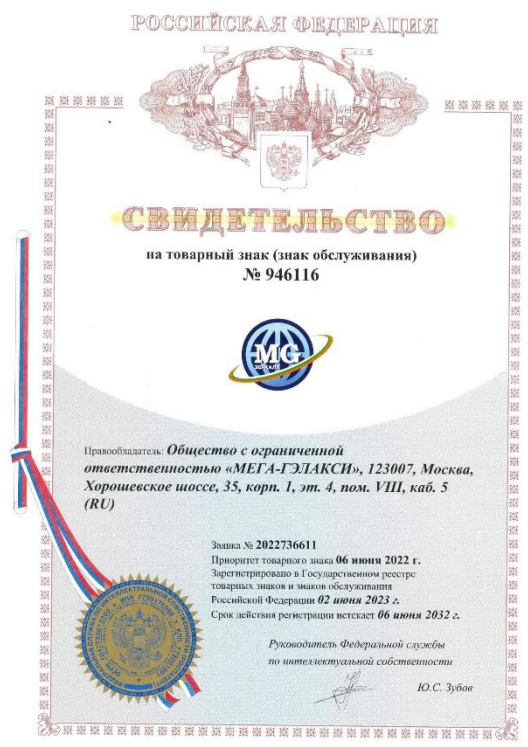 РОССИЙСКАЯ ФЕДЕРАЦИЯ
СВИДЕТЕЛЬСТВО
на товарный знак (знак обслуживания)
№ 946116
MG
ЗЕРКАЛА
Правообладатель: Общество с ограниченной
ответственностью «МЕГА-ГЭЛАКСИ», 123007, Москва,
Хорошевское шоссе, 35, корп. 1, эт. 4, пом. VIII, каб. 5
(RU)
Заявка № 2022736611
Приоритет товарного знака 06 июня 2022 г.
Зарегистрировано в Государственном реестре
товарных знаков и знаков обслуживания
Российской Федерации 02 июня 2023 г.
Срок действия регистрации истекает 06 июня 2032 г.
Руководитель Федеральной службы
по интеллектуальной собственности
Ю.С. Зубов